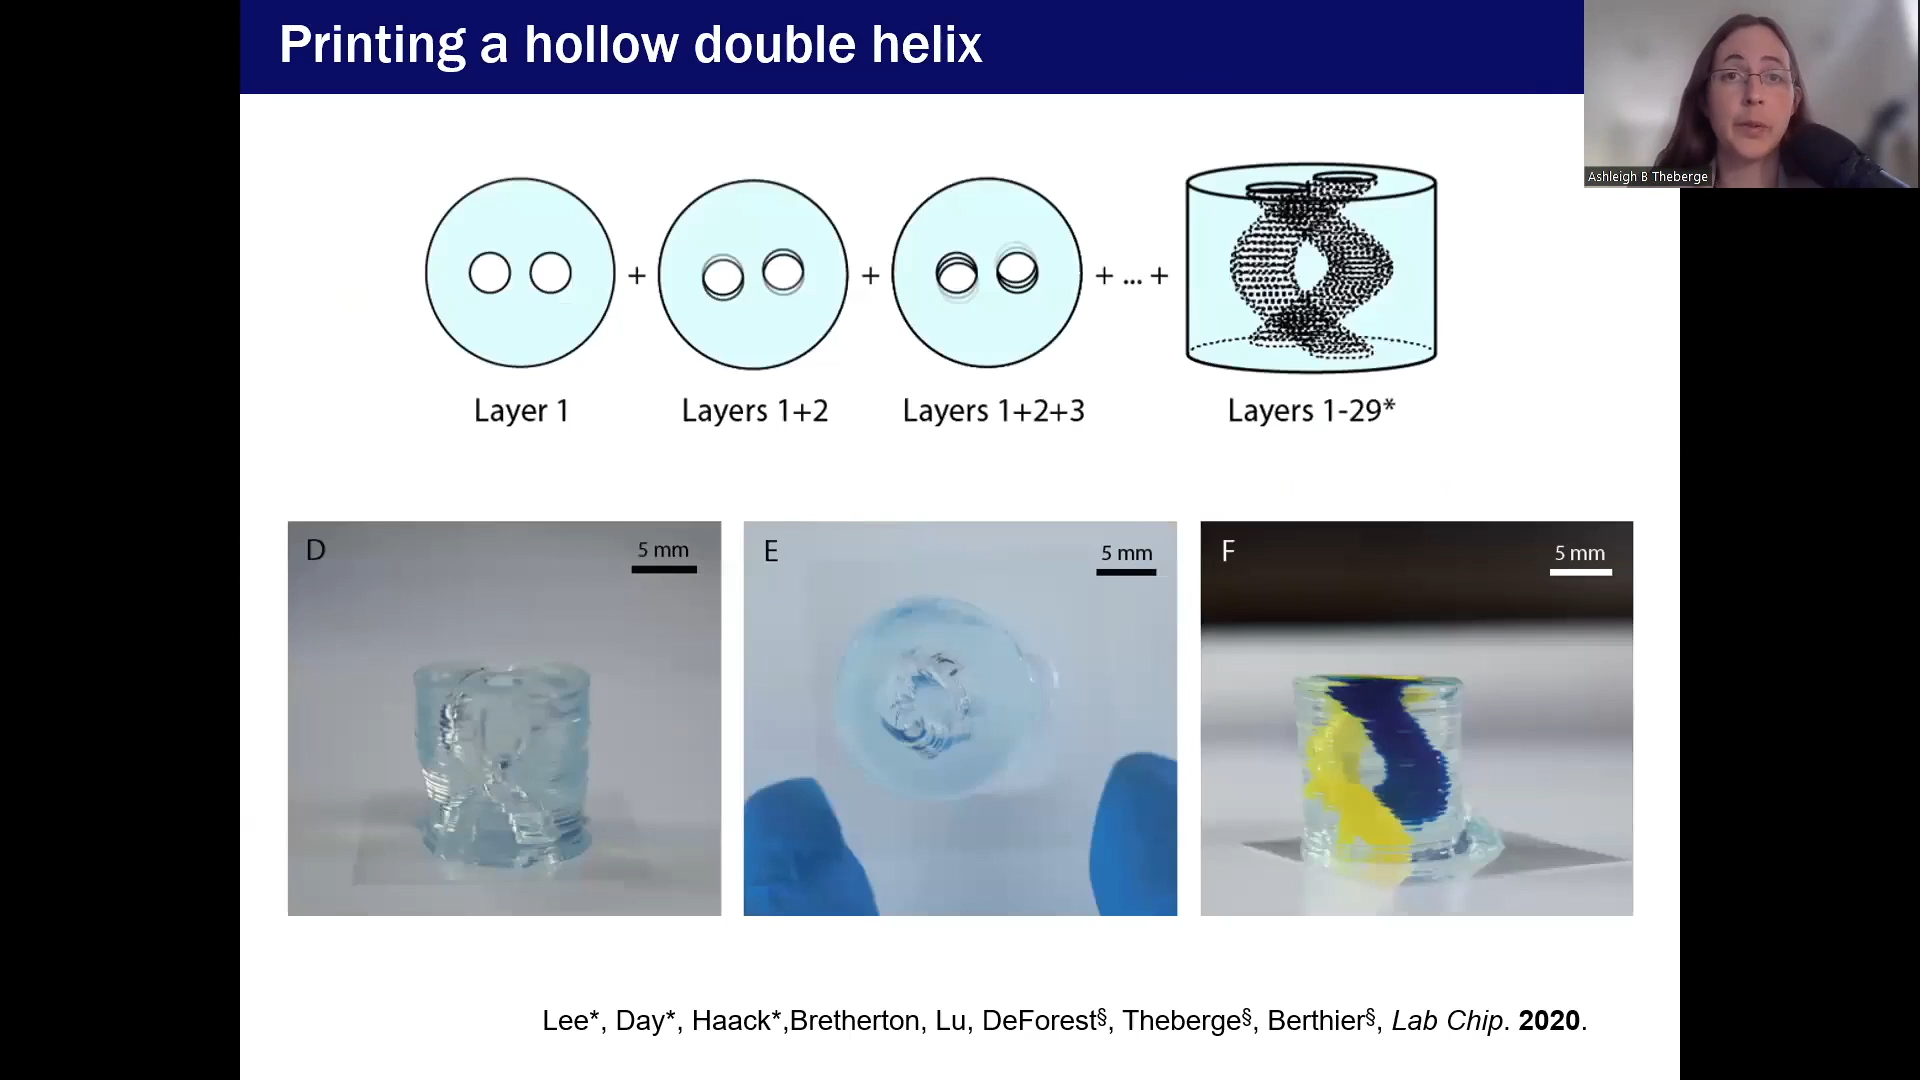 Printing a hollow double helix
Ashleigh B Theberge
+ + + ... +
Layer 1 Layers 1+2 Layers 1+2+3 Layers 1-29*
D 5 mm E 5 mm F 5 mm
Lee*, Day*, Haack*,Bretherton, Lu, DeForest§, Theberge§, Berthier§, Lab Chip. 2020.